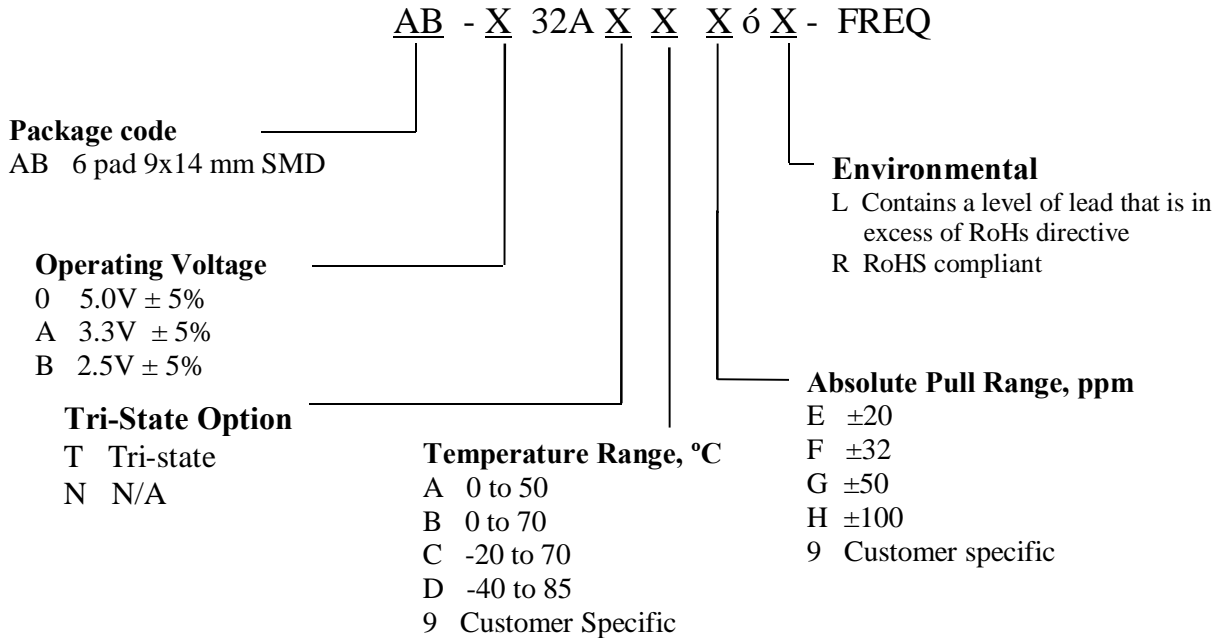 AB - X 32A X X X ó X - FREQ
Package code
AB 6 pad 9x14 mm SMD
Environmental
L Contains a level of lead that is in
excess of RoHs directive
R RoHS compliant
Operating Voltage
0 5.0V ± 5%
A 3.3V ± 5%
B 2.5V ± 5%
Tri-State Option
T Tri-state
N N/A
Temperature Range, ºC
A 0 to 50
B 0 to 70
C -20 to 70
D -40 to 85
9 Customer Specific
Absolute Pull Range, ppm
E ±20
F ±32
G ±50
H ±100
9 Customer specific